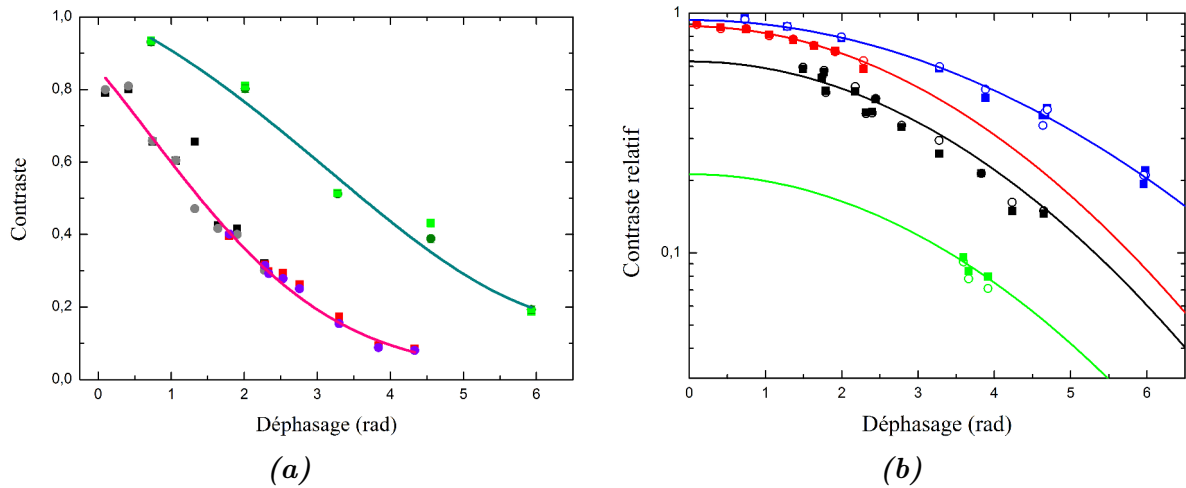 1,0
0,8
0,6
0,4
0,2
0,0
Contraste
0 1 2 3 4 5 6
Déphasage (rad)
(a)
1
0,1
Contraste relatif
0 1 2 3 4 5 6
Déphasage (rad)
(b)